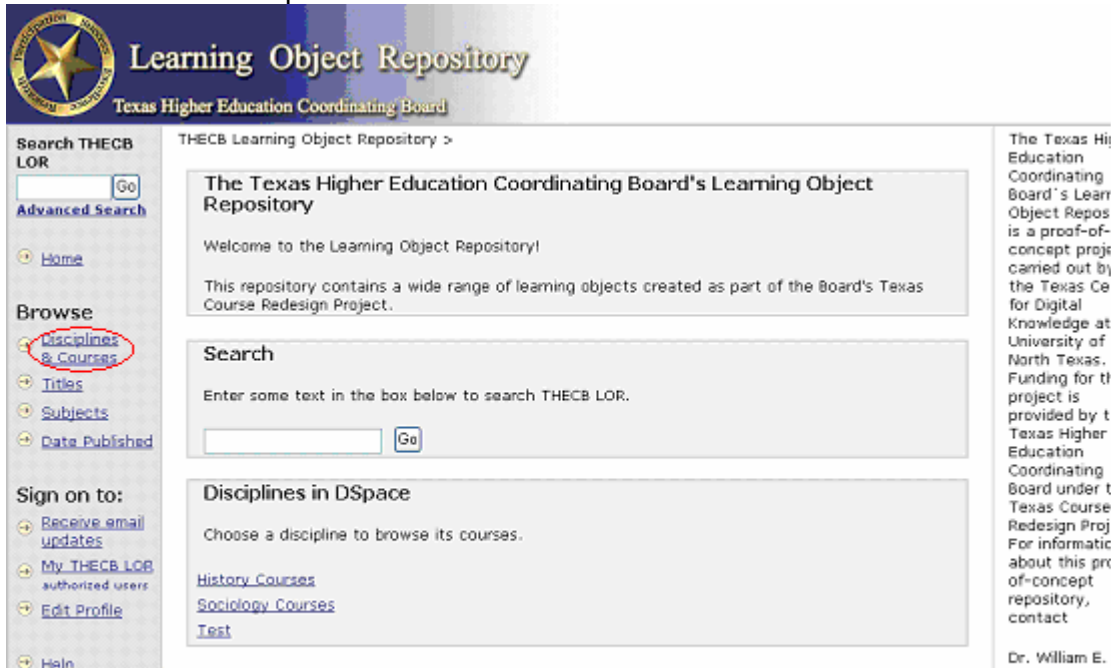 Learning Object Repository
Texas Higher Education Coordinating Board
Search THECB
LOR
Go
Advanced Search
Home
Browse
Disciplines
& Courses
Titles
Subjects
Date Published
Sign on to:
Receive email
updates
My THECB LOR
authorized users
Edit Profile
Help
THECB Learning Object Repository >
The Texas Higher Education Coordinating Board's Learning Object
Repository
Welcome to the Learning Object Repository!
This repository contains a wide range of learning objects created as part of the Board's Texas
Course Redesign Project.
Search
Enter some text in the box below to search THECB LOR.
Go
Disciplines in DSpace
Choose a discipline to browse its courses.
History Courses
Sociology Courses
Test
The Texas Hi
Education
Coordinating
Board´s Learn
Object Repos
is a proof-of-
concept proje
carried out by
the Texas Ce
for Digital
Knowledge at
University of
North Texas.
Funding for th
project is
provided by t
Texas Higher
Education
Coordinating
Board under t
Texas Course
Redesign Proj
For informatio
about this pro
of-concept
repository,
contact
Dr. William E.